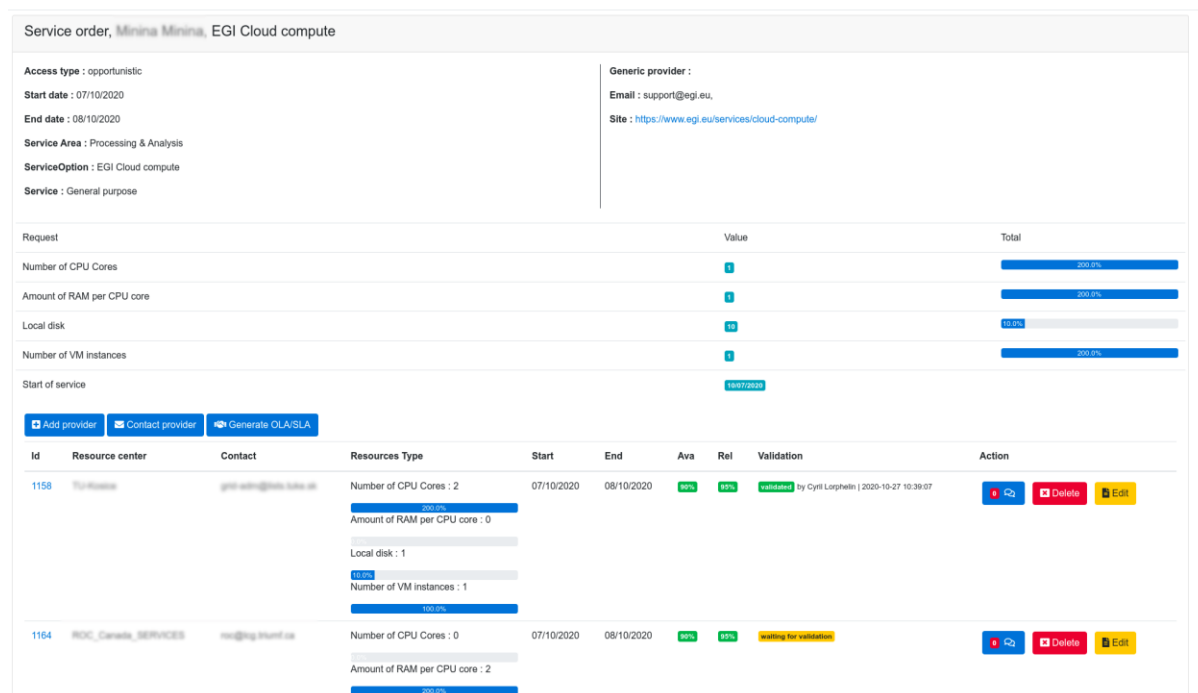 Service order, EGI Cloud compute
Access type : opportunistic
Start date : 07/10/2020
End date : 08/10/2020
Service Area : Processing & Analysis
ServiceOption : EGI Cloud compute
Service : General purpose
Generic provider :
Email : support@egi.eu,
Site : https://www.egi.eu/services/cloud-compute/
Request Value Total
Number of CPU Cores 1 200.0%
Amount of RAM per CPU core 1 200.0%
Local disk 10 10.0%
Number of VM instances 1 200.0%
Start of service 10/07/2020
Add provider Contact provider Generate OLA/SLA
Id Resource center Contact Resources Type Start End Ava Rel Validation Action
1158 Number of CPU Cores : 2 07/10/2020 08/10/2020 90% 95% validated by Cyril Lorphelin | 2020-10-27 10:39:07 0 Delete Edit
200.0%
Amount of RAM per CPU core : 0
0.0%
Local disk : 1
10.0%
Number of VM instances : 1
100.0%
1164 ROC_Canada_SERVICES Number of CPU Cores : 0 07/10/2020 08/10/2020 90% 95% waiting for validation 0 Delete Edit
0.0%
Amount of RAM per CPU core : 2
200.0%